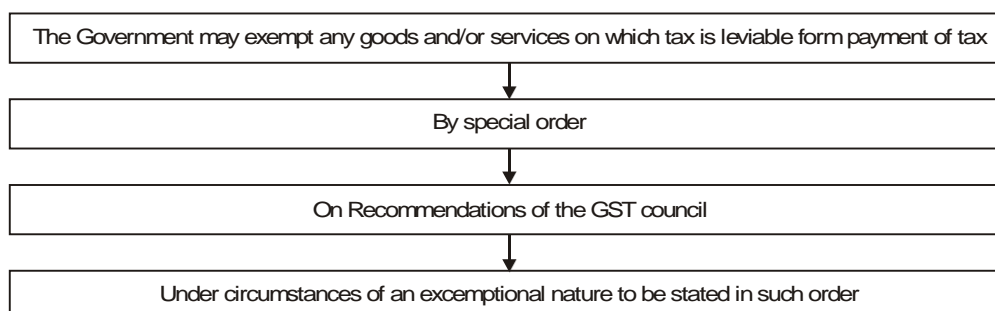 The Government may exempt any goods and/or services on which tax is leviable form payment of tax
By special order
On Recommendations of the GST council
Under circumstances of an excemptional nature to be stated in such order